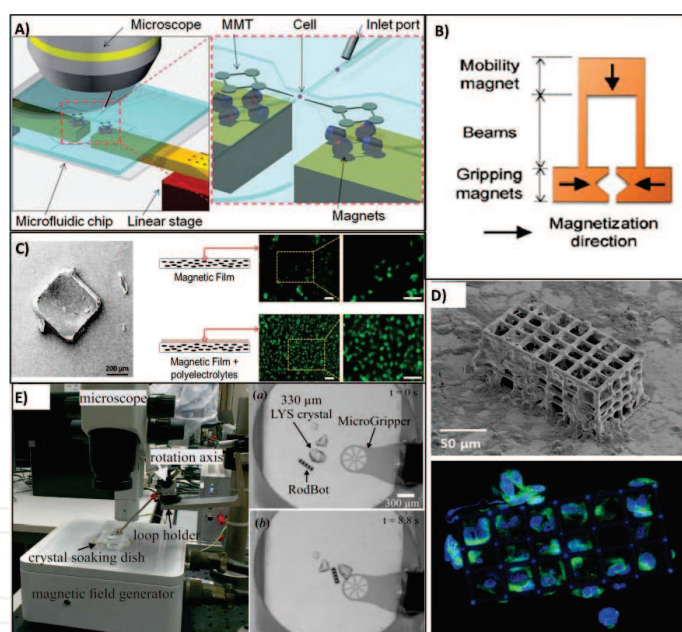 A)
Microscope
MMT
Cell
Inlet port
Microfluidic chip
Linear stage
Magnets
B)
Mobility
magnet
Beams
Gripping
magnets
Magnetization
direction
C)
200 µm
Magnetic Film
Magnetic Film +
polyelectrolytes
D)
50 µm
E)
microscope
rotation axis
loop holder
crystal soaking dish
magnetic field generator
(a)
t = 0 s
330 µm
LYS crystal
MicroGripper
RodBot
300 µm
(b)
t = 8.8 s